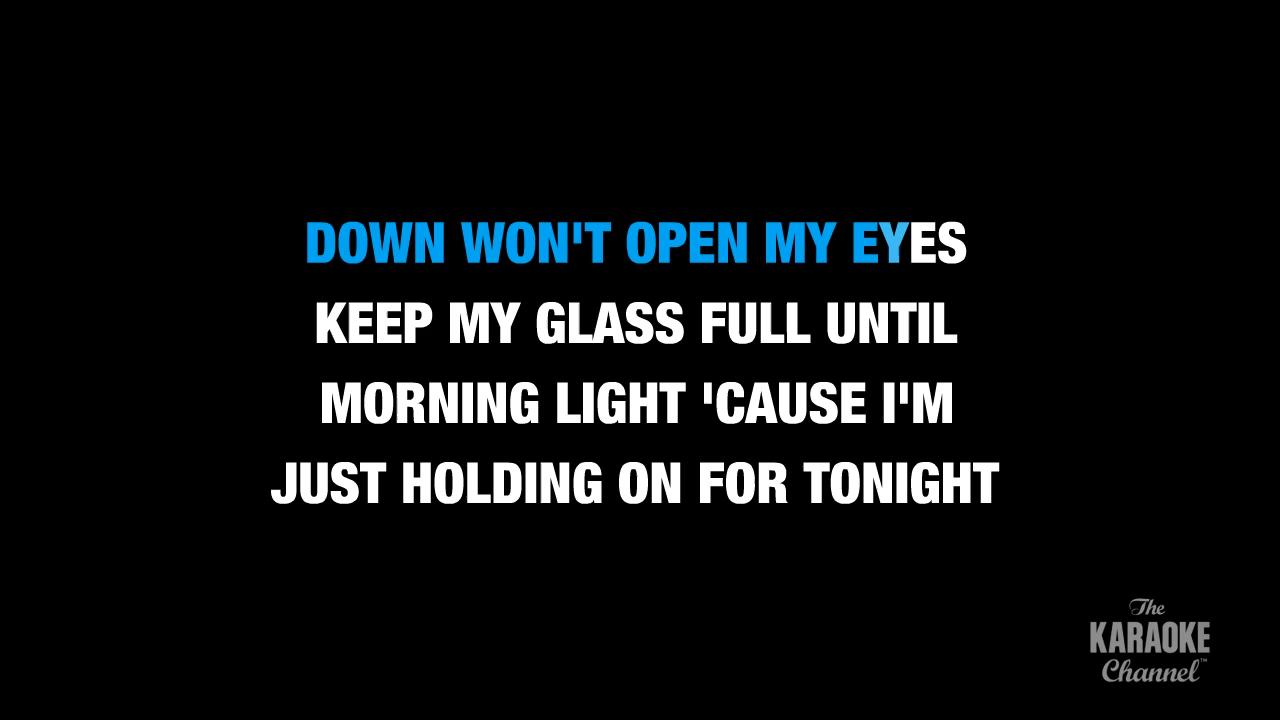 DOWN WON'T OPEN MY EYES
KEEP MY GLASS FULL UNTIL
MORNING LIGHT 'CAUSE I'M
JUST HOLDING ON FOR TONIGHT
The
KARAOKE
Channel™